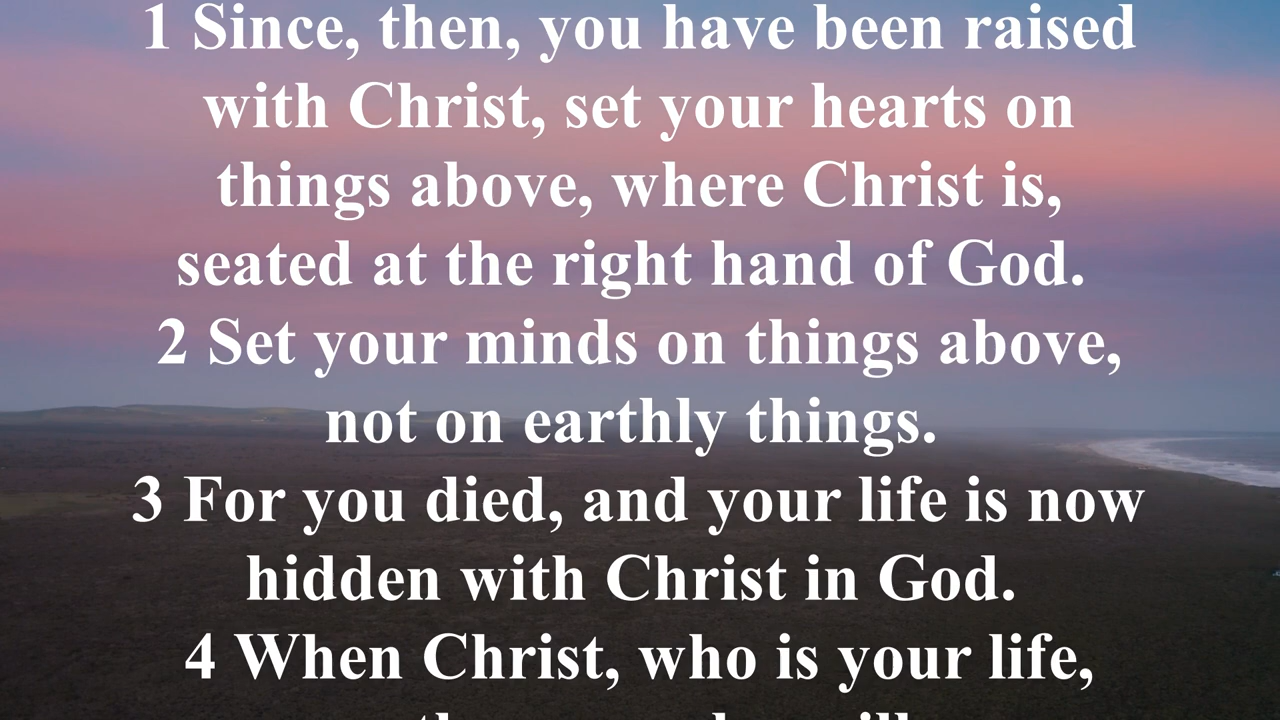 1 Since, then, you have been raised
with Christ, set your hearts on
things above, where Christ is,
seated at the right hand of God.
2 Set your minds on things above,
not on earthly things.
3 For you died, and your life is now
hidden with Christ in God.
4 When Christ, who is your life,